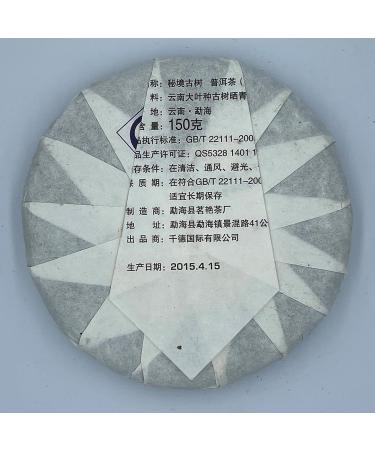 称: 秘境古树 普洱茶(
料: 云南大叶种古树晒青
地: 云南·勐海
含 量: 150克
品执行标准: GB/T 22111-200
品生产许可证: QS5328 1401 1
存条件: 在清洁、通风、避光、
质 期: 在符合GB/T 22111-200
适宜长期保存
制 造 商: 勐海县茗艳茶厂
地 址: 勐海县勐海镇景混路41公
出 品 商: 千德国际有限公司
生产日期: 2015.4.15